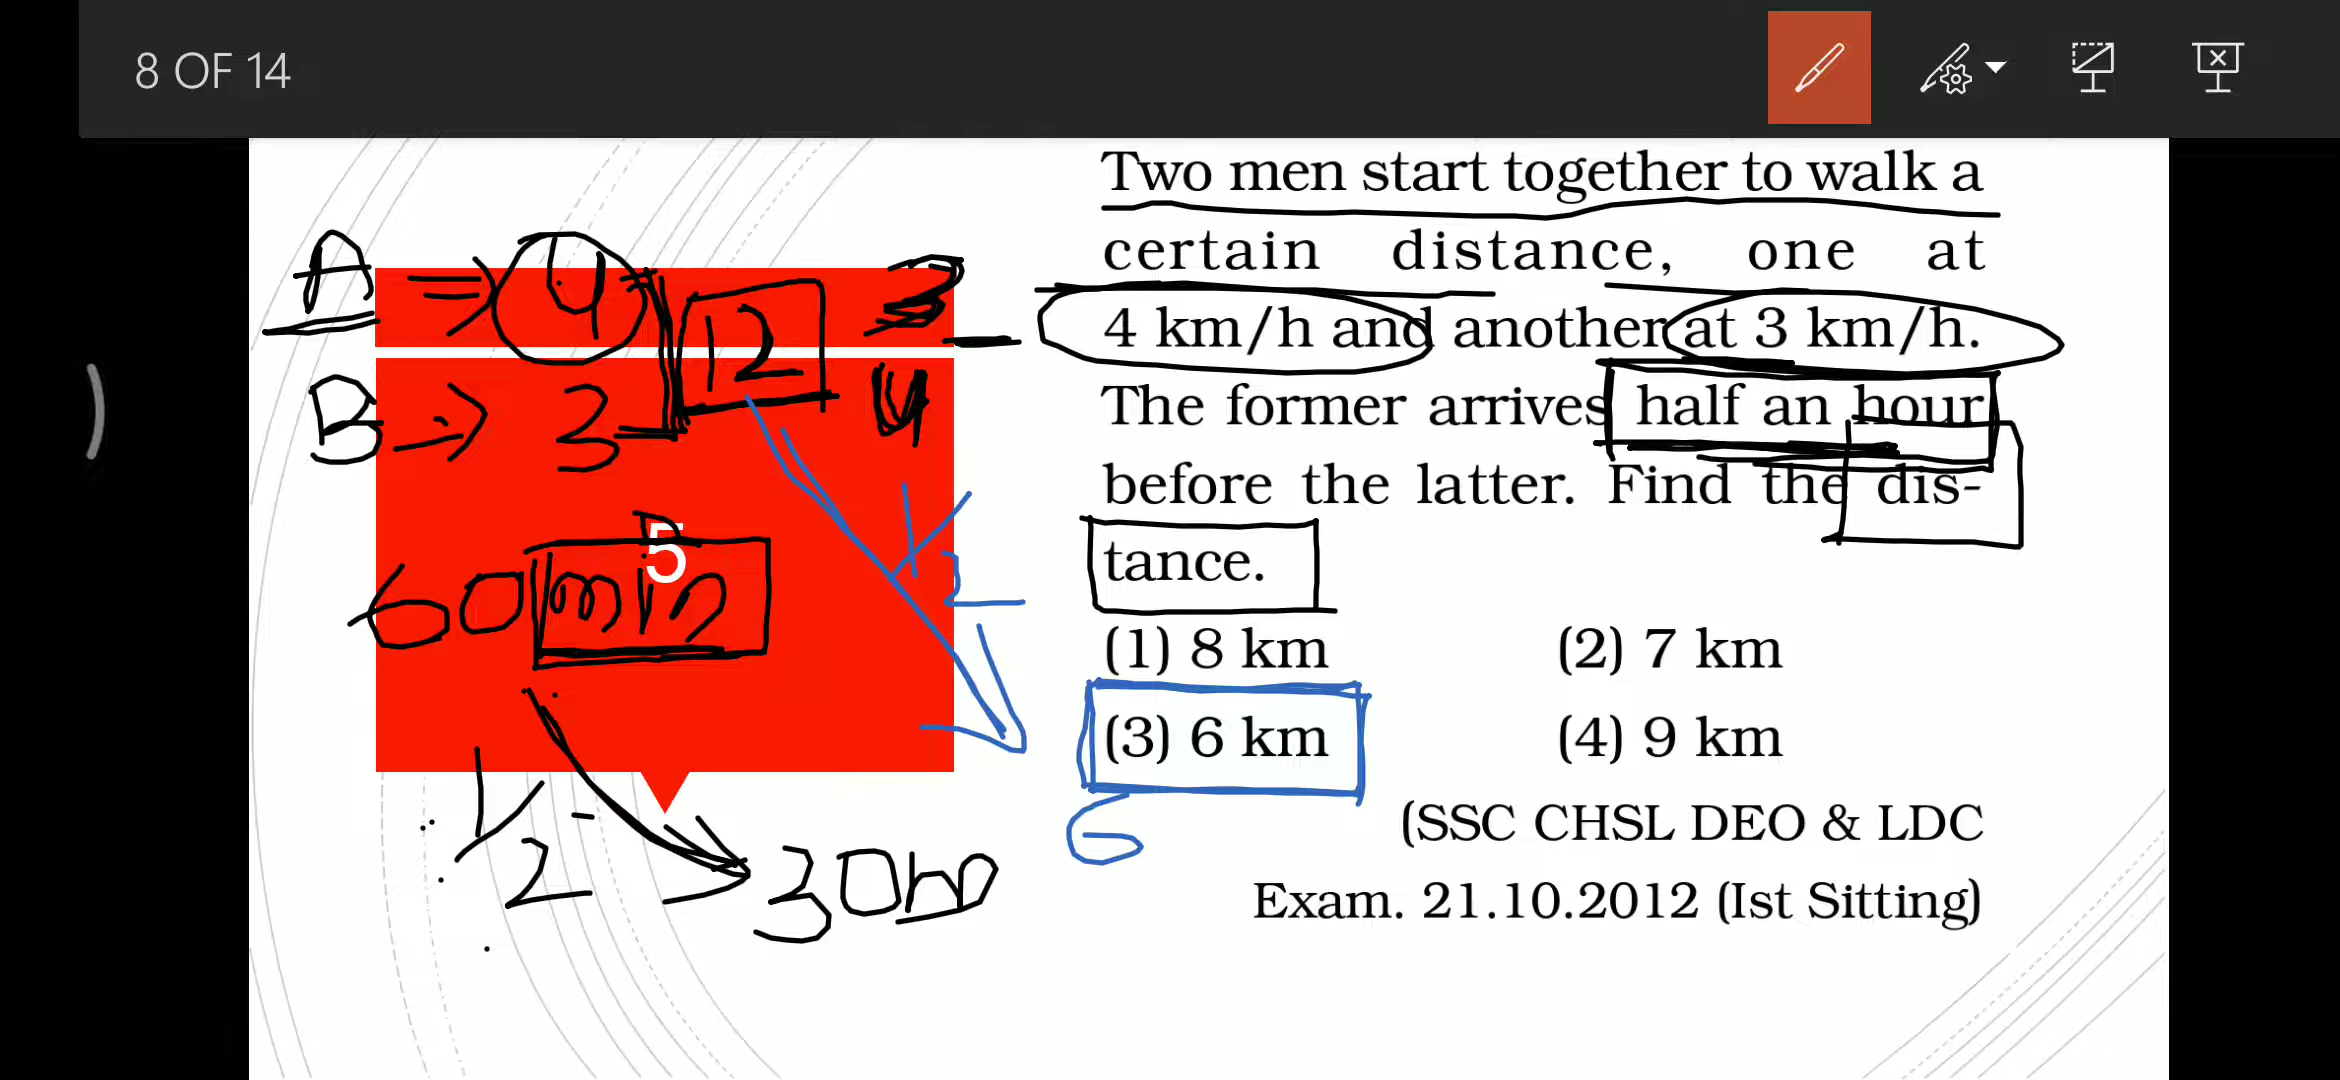 8 OF 14
Two men start together to walk a
certain distance, one at
4 km/h and another at 3 km/h.
The former arrives half an hour
before the latter. Find the dis-
tance.
(1) 8 km (2) 7 km
(3) 6 km (4) 9 km
(SSC CHSL DEO & LDC
Exam. 21.10.2012 (Ist Sitting)
A ⇒ 4 12 3
B → 3 4
5
60 min
1/2
1/2 30m
6